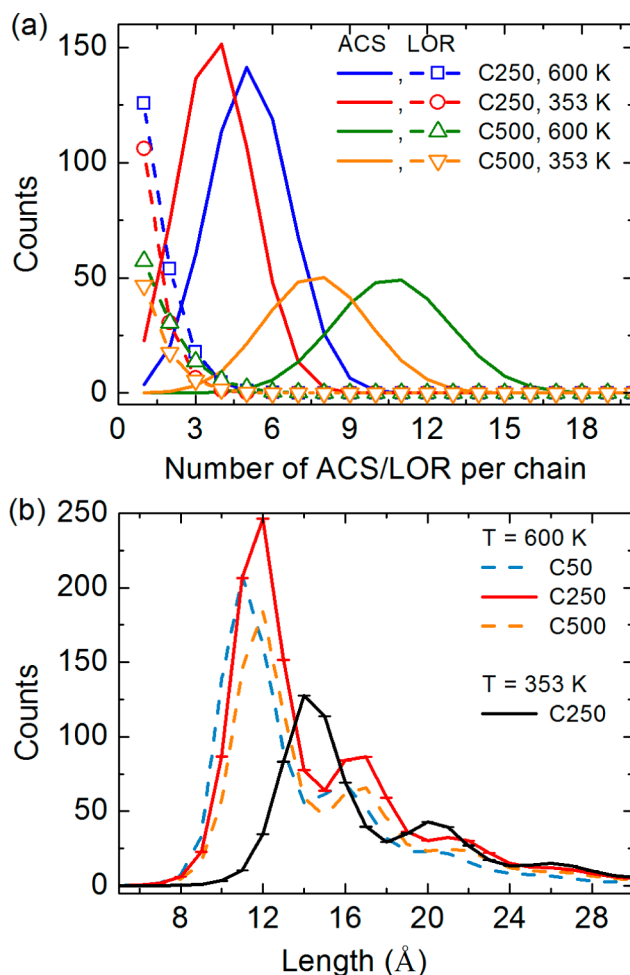 (a)
150
100
50
0
Counts
ACS LOR
, C250, 600 K
, C250, 353 K
, C500, 600 K
, C500, 353 K
0 3 6 9 12 15 18
Number of ACS/LOR per chain
(b)
250
200
150
100
50
0
Counts
T = 600 K
C50
C250
C500
T = 353 K
C250
8 12 16 20 24 28
Length (Å)